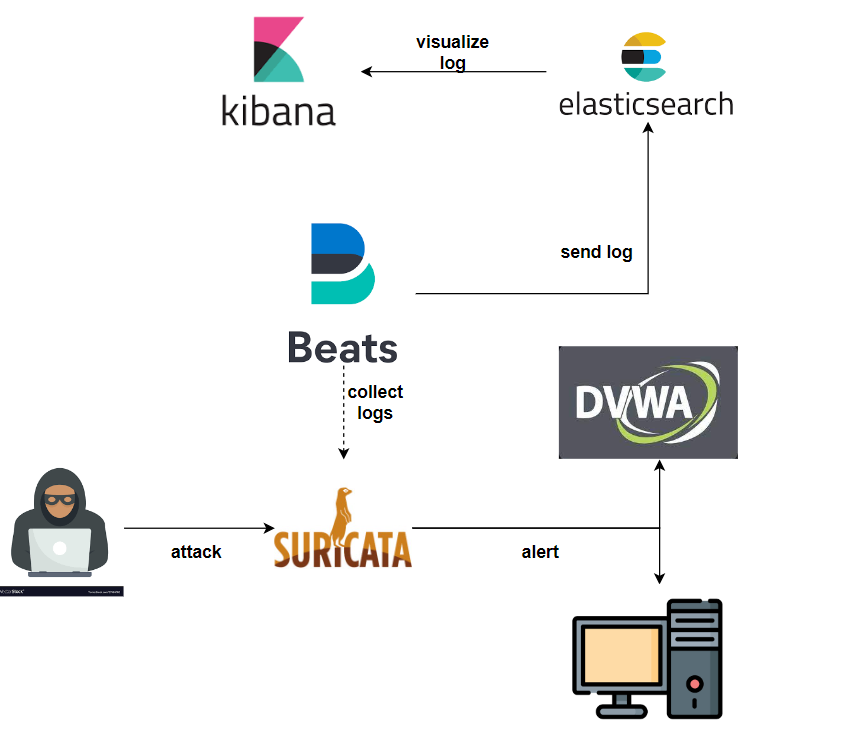 visualize
log
kibana
elasticsearch
send log
Beats
collect
logs
DVWA
attack
SURICATA
alert